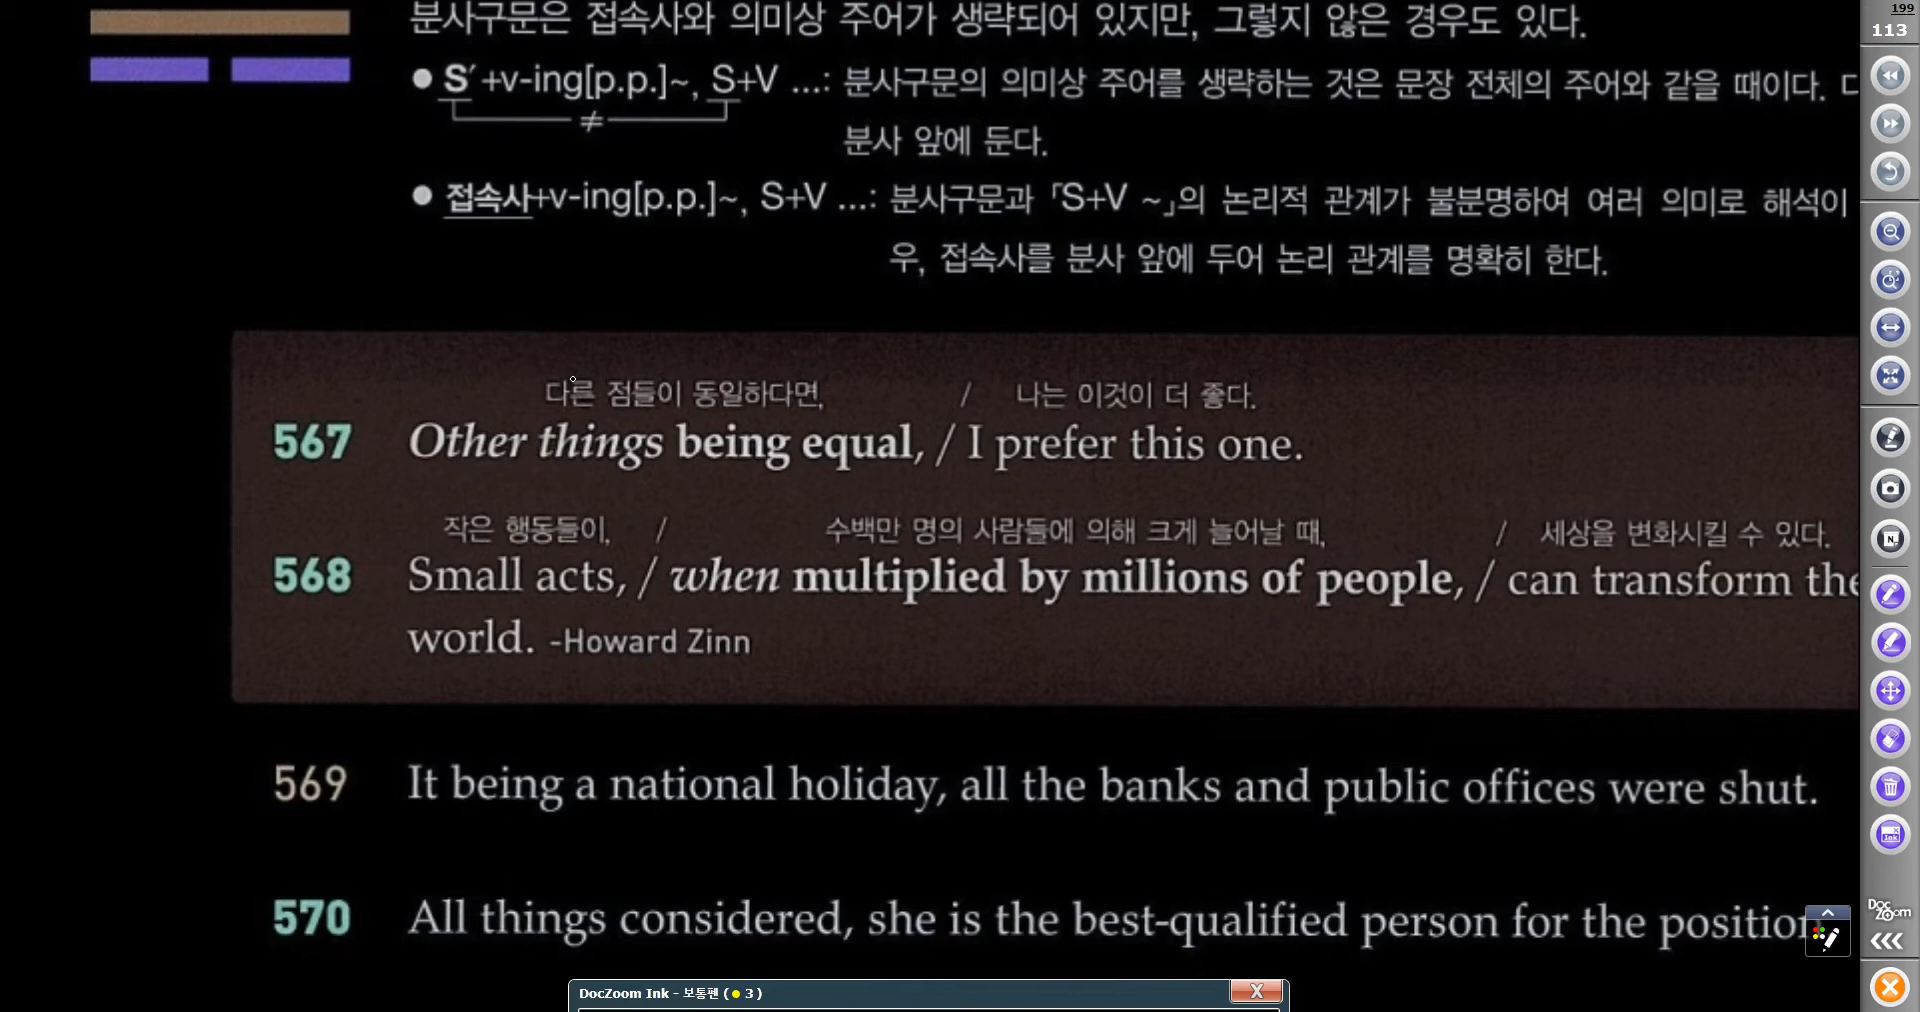 분사구문은 접속사와 의미상 주어가 생략되어 있지만, 그렇지 않은 경우도 있다.
● S′+v-ing[p.p.]~, S+V ...: 분사구문의 의미상 주어를 생략하는 것은 문장 전체의 주어와 같을 때이다.
≠
분사 앞에 둔다.
● 접속사+v-ing[p.p.]~, S+V ...: 분사구문과 「S+V ~」의 논리적 관계가 불분명하여 여러 의미로 해석이
우, 접속사를 분사 앞에 두어 논리 관계를 명확히 한다.
다른 점들이 동일하다면, / 나는 이것이 더 좋다.
567 Other things being equal, / I prefer this one.
작은 행동들이, / 수백만 명의 사람들에 의해 크게 늘어날 때, / 세상을 변화시킬 수 있다.
568 Small acts, / when multiplied by millions of people, / can transform the
world. -Howard Zinn
569 It being a national holiday, all the banks and public offices were shut.
570 All things considered, she is the best-qualified person for the position
DocZoom Ink - 보통펜 (● 3 )
199
113
N
Ink
DocZoom